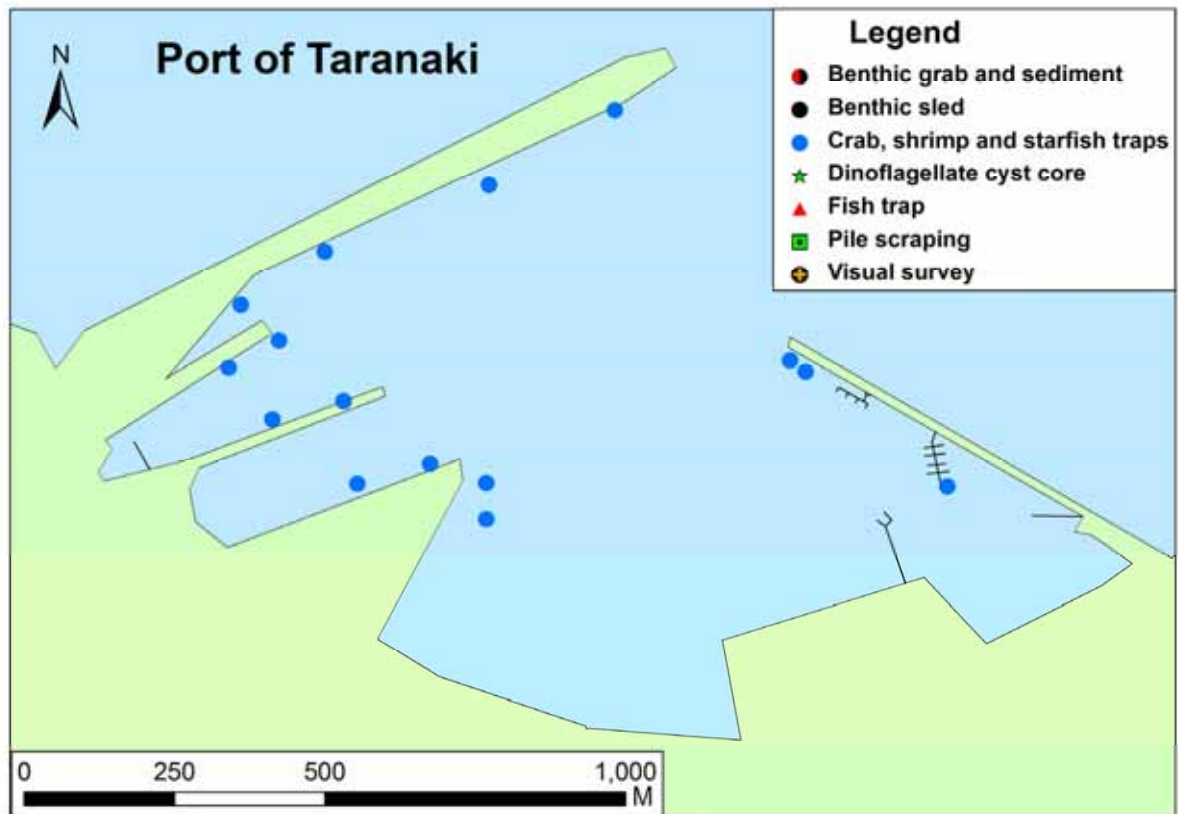 N
Port of Taranaki
Legend
Benthic grab and sediment
Benthic sled
Crab, shrimp and starfish traps
Dinoflagellate cyst core
Fish trap
Pile scraping
Visual survey
0 250 500 1,000
M